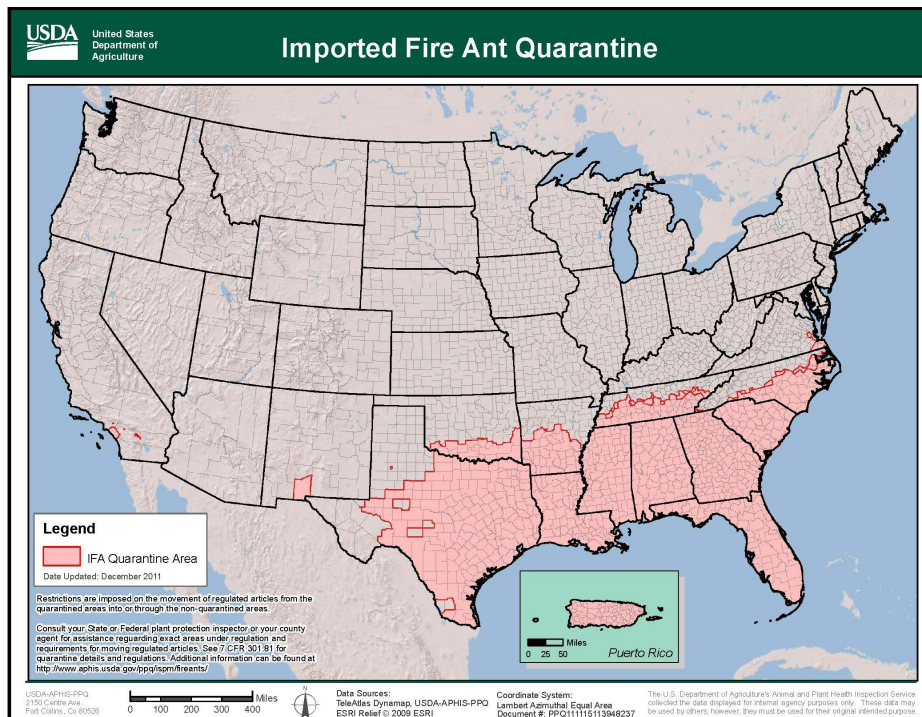 USDA
United States
Department of
Agriculture
Imported Fire Ant Quarantine
Legend
IFA Quarantine Area
Date Updated: December 2011
Restrictions are imposed on the movement of regulated articles from the
quarantined areas into or through the non-quarantined areas.
Consult your State or Federal plant protection inspector or your county
agent for assistance reguarding exact areas under regulation and
requirements for moving regulated articles. See 7 CFR 301.81 for
quarantine details and regulations. Additional information can be found at
http://www.aphis.usda.gov/ppq/ispm/fireants/
Miles
0 25 50
Puerto Rico
USDA-APHIS-PPQ
2150 Centre Ave.
Fort Collins, Co 80526
Miles
0 100 200 300 400
N
Data Sources:
TeleAtlas Dynamap, USDA-APHIS-PPQ
ESRI Relief © 2009 ESRI
Coordinate System:
Lambert Azimuthal Equal Area
Document #: PPQ111115113948237
The U.S. Department of Agriculture's Animal and Plant Health Inspection Service
collected the data displayed for internal agency purposes only. These data may
be used by others; however, they must be used for their original intended purpose.